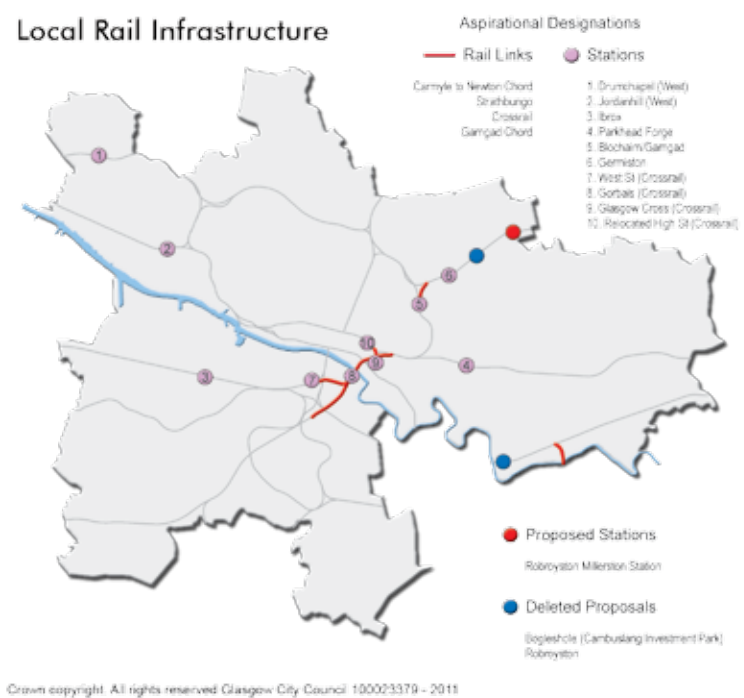 Local Rail Infrastructure
Aspirational Designations
Rail Links
Stations
Carmyle to Newton Chord
Strathbungo
Crossrail
Garngad Chord
1. Drumchapel (West)
2. Jordanhill (West)
3. Ibrox
4. Parkhead Forge
5. Blochairn/Garngad
6. Germiston
7. West St (Crossrail)
8. Gorbals (Crossrail)
9. Glasgow Cross (Crossrail)
10. Relocated High St (Crossrail)
1
2
6
5
10
9
4
3
7
8
Proposed Stations
Robroyston Millerston Station
Deleted Proposals
Bogleshole (Cambuslang Investment Park)
Robroyston
Crown copyright. All rights reserved Glasgow City Council 100023379 - 2011